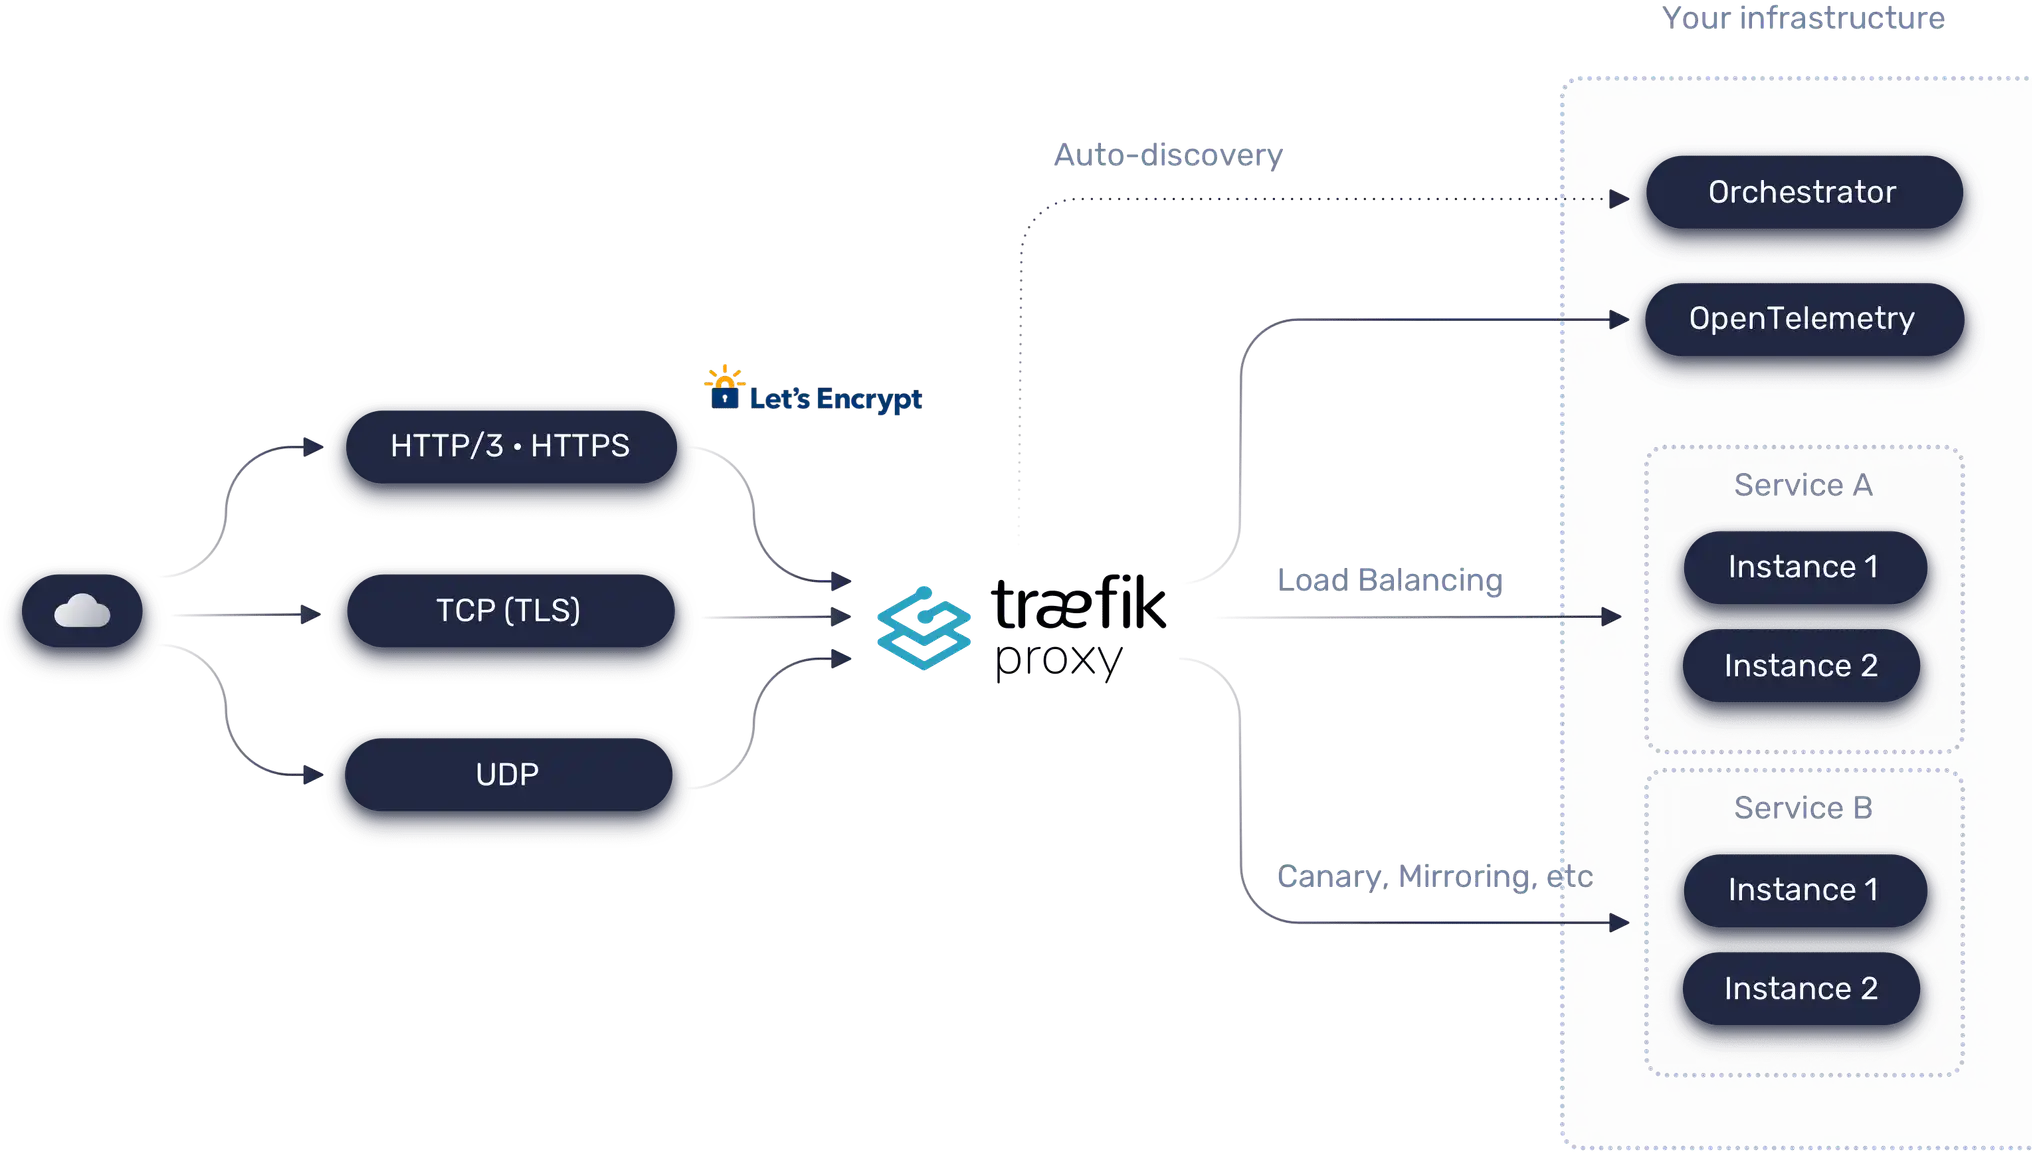 Your infrastructure
Auto-discovery
Orchestrator
OpenTelemetry
Let's Encrypt
HTTP/3 • HTTPS
TCP (TLS)
UDP
træfik
proxy
Load Balancing
Canary, Mirroring, etc
Service A
Instance 1
Instance 2
Service B
Instance 1
Instance 2